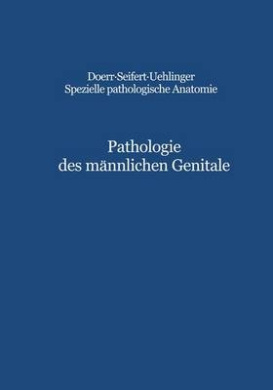 Doerr·Seifert·Uehlinger
Spezielle pathologische Anatomie
Pathologie
des männlichen Genitale